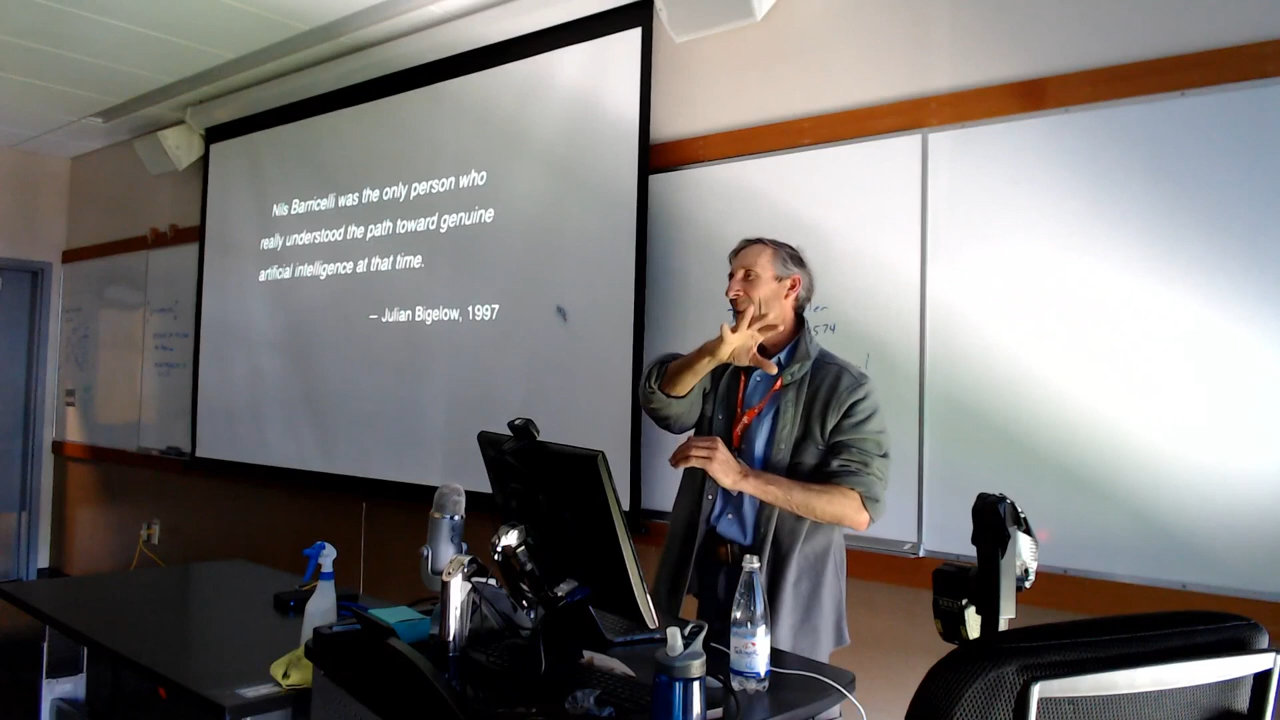 Nils Barricelli was the only person who
really understood the path toward genuine
artificial intelligence at that time.
– Julian Bigelow, 1997
1574